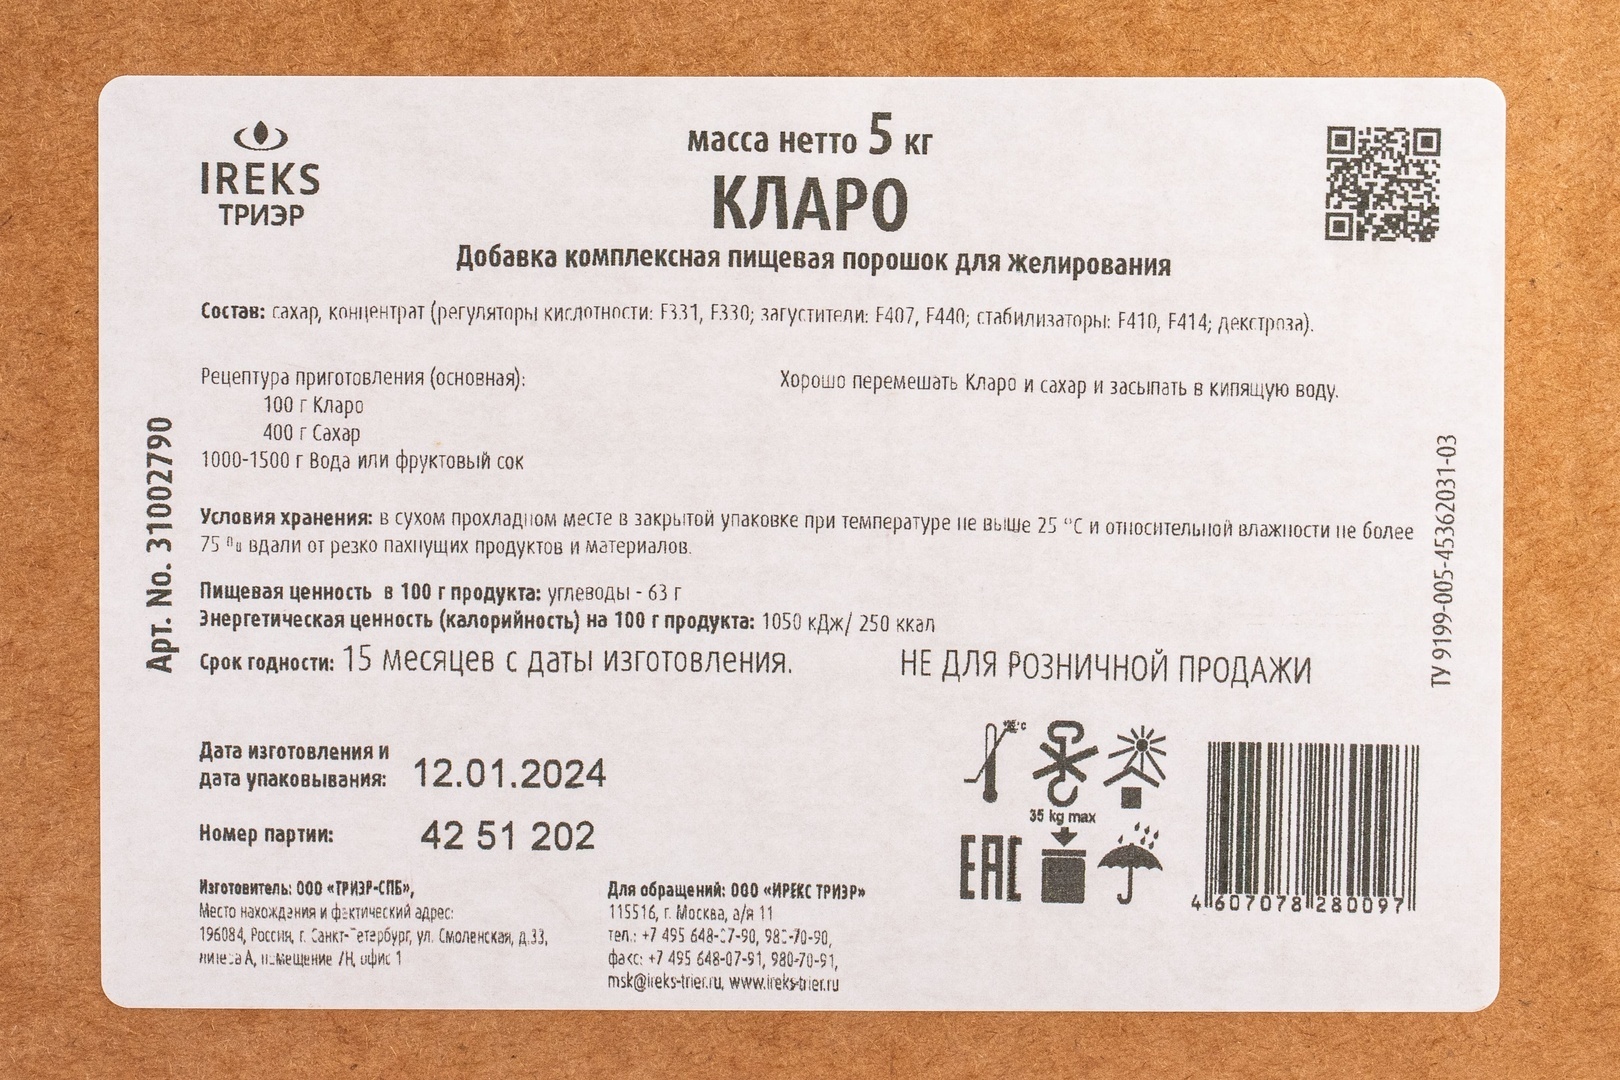 IREKS
ТРИЭР
масса нетто 5 кг
КЛАРО
Добавка комплексная пищевая порошок для желирования
Состав: сахар, концентрат (регуляторы кислотности: E331, E330; загустители: E407, E440; стабилизаторы: E410, E414; декстроза).
Рецептура приготовления (основная):
100 г Кларо
400 г Сахар
1000-1500 г Вода или фруктовый сок
Хорошо перемешать Кларо и сахар и засыпать в кипящую воду.
Арт. No. 31002790
ТУ 9199-005-45362031-03
Условия хранения: в сухом прохладном месте в закрытой упаковке при температуре не выше 25 °C и относительной влажности не более
75 % вдали от резко пахнущих продуктов и материалов.
Пищевая ценность в 100 г продукта: углеводы - 63 г
Энергетическая ценность (калорийность) на 100 г продукта: 1050 кДж/ 250 ккал
Срок годности: 15 месяцев с даты изготовления.
НЕ ДЛЯ РОЗНИЧНОЙ ПРОДАЖИ
Дата изготовления и
дата упаковывания: 12.01.2024
Номер партии: 42 51 202
35 kg max
EAC
4 607078 280097
Изготовитель: ООО «ТРИЭР-СПБ»,
Место нахождения и фактический адрес:
196084, Россия, г. Санкт-Петербург, ул. Смоленская, д.33,
литера А, помещение 7Н, офис 1
Для обращений: ООО «ИРЕКС ТРИЭР»
115516, г. Москва, а/я 11
тел.: +7 495 980-70-90,
факс: +7 495 648-07-91, 980-70-91,
msk@ireks-trier.ru, www.ireks-trier.ru